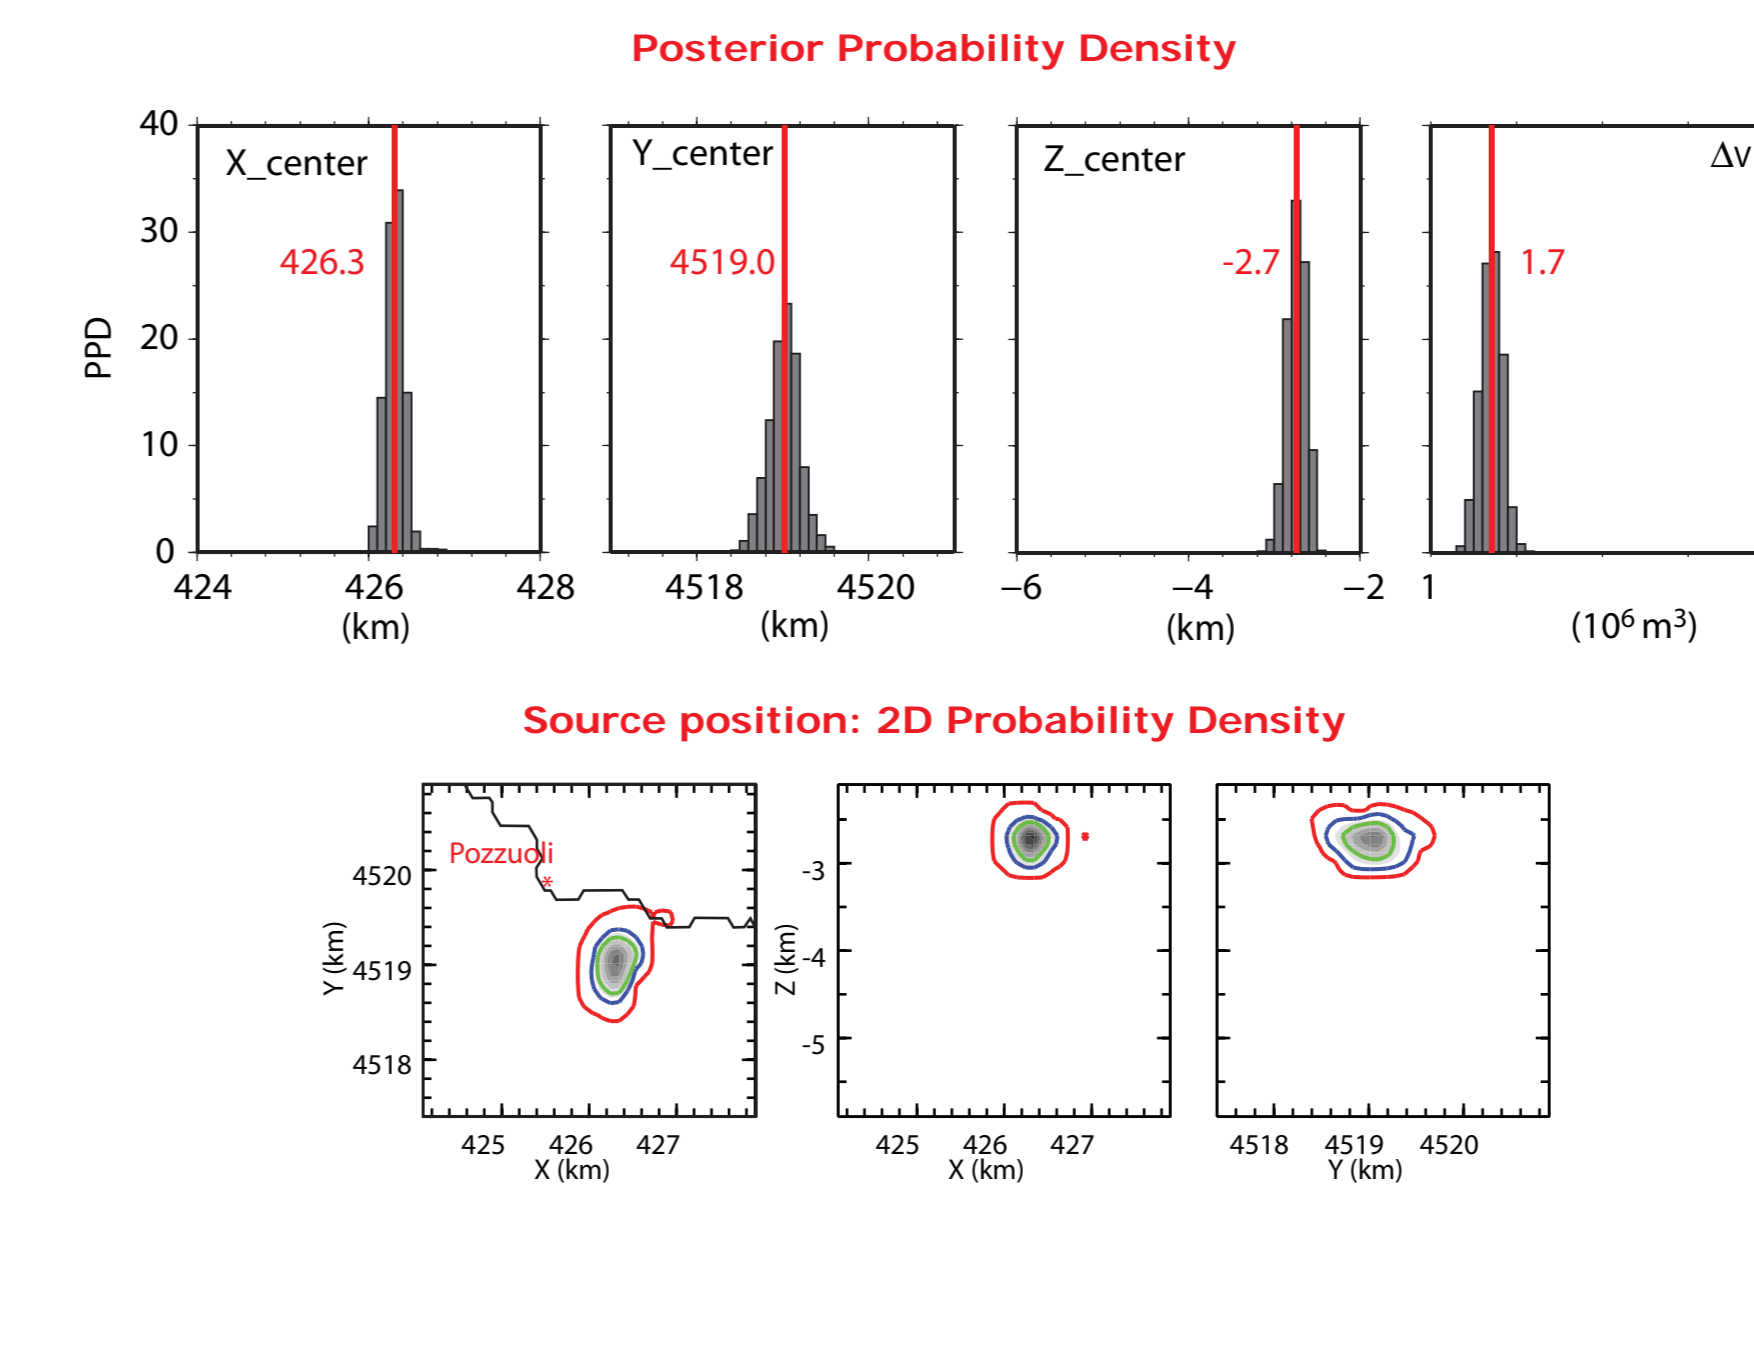 Posterior Probability Density
40
30
20
10
0
PPD
X_center
426.3
424 426 428
(km)
Y_center
4519.0
4518 4520
(km)
Z_center
-2.7
−6 −4 −2
(km)
ΔV
1.7
1
(10⁶ m³)
Source position: 2D Probability Density
Pozzuoli
*
4520
4519
4518
Y (km)
425 426 427
X (km)
*
-3
-4
-5
Z (km)
425 426 427
X (km)
4518 4519 4520
Y (km)